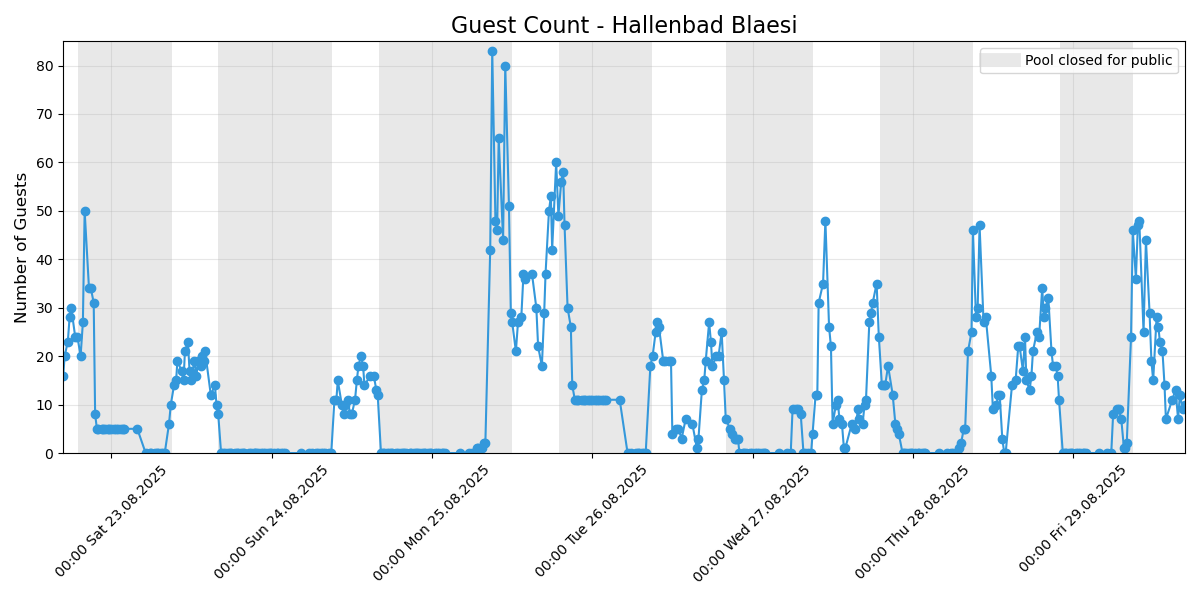 Guest Count - Hallenbad Blaesi
Pool closed for public
Number of Guests
80
70
60
50
40
30
20
10
0
00:00 Sat 23.08.2025
00:00 Sun 24.08.2025
00:00 Mon 25.08.2025
00:00 Tue 26.08.2025
00:00 Wed 27.08.2025
00:00 Thu 28.08.2025
00:00 Fri 29.08.2025